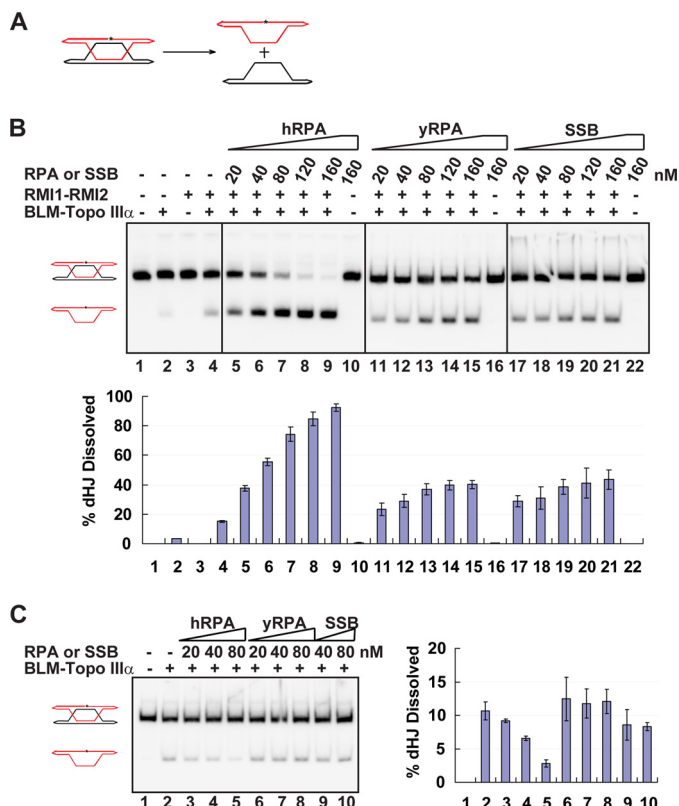 A
+
B
hRPA yRPA SSB
RPA or SSB - - - - 20 40 80 120 160 160 20 40 80 120 160 160 20 40 80 120 160 160 nM
RMI1-RMI2 - - + + + + + + + - + + + + + - + + + + + -
BLM-Topo IIIα - + - + + + + + + - + + + + + - + + + + + -
1 2 3 4 5 6 7 8 9 10 11 12 13 14 15 16 17 18 19 20 21 22
% dHJ Dissolved
100
80
60
40
20
0
1 2 3 4 5 6 7 8 9 10 11 12 13 14 15 16 17 18 19 20 21 22
C
hRPA yRPA SSB
RPA or SSB - - 20 40 80 20 40 80 40 80 nM
BLM-Topo IIIα - + + + + + + + + +
1 2 3 4 5 6 7 8 9 10
% dHJ Dissolved
20
15
10
5
0
1 2 3 4 5 6 7 8 9 10